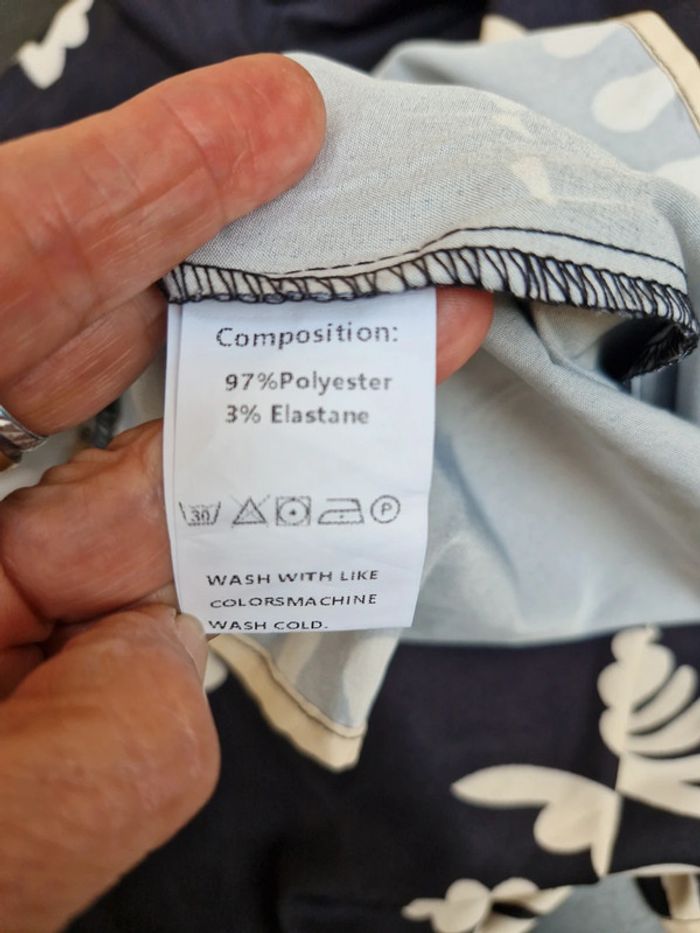 Composition:
97%Polyester
3% Elastane
30 P
WASH WITH LIKE
COLORSMACHINE
WASH COLD.